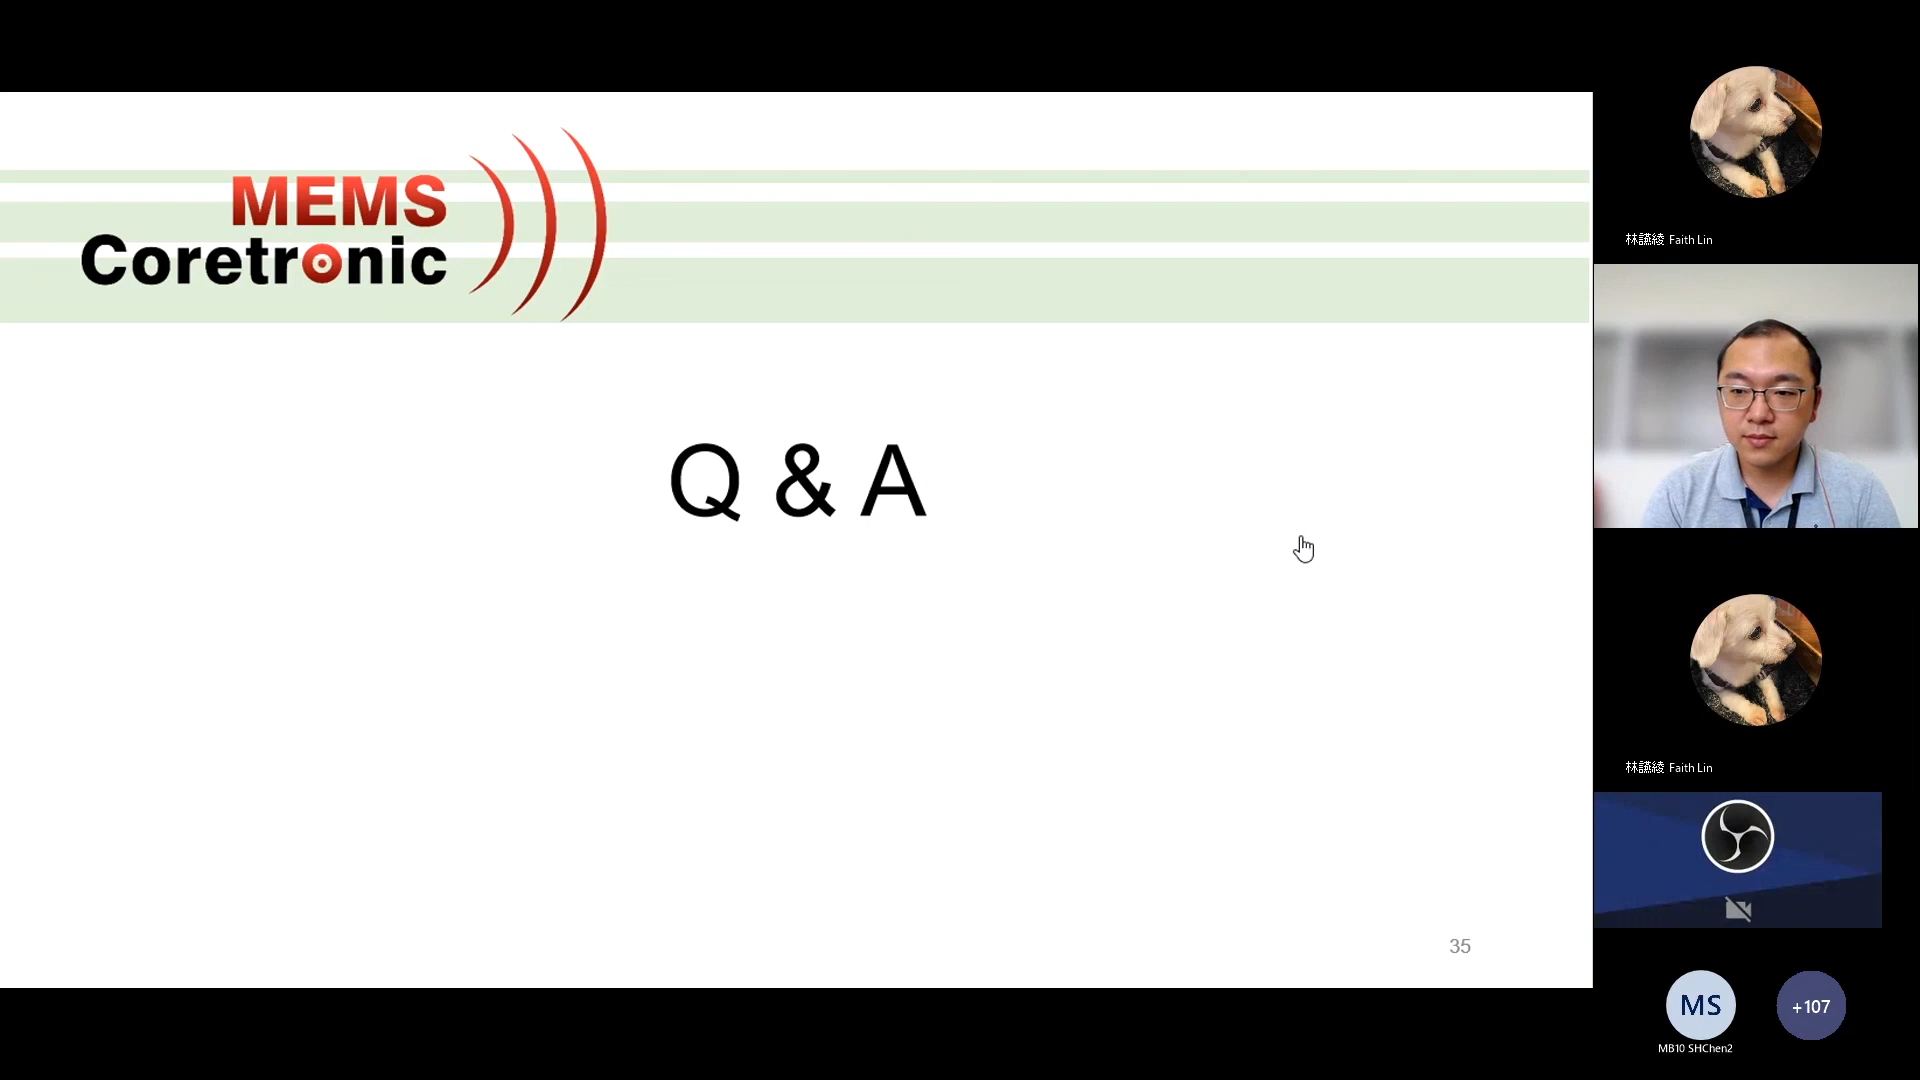 MEMS
Coretronic
Q & A
35
林讌綾 Faith Lin
林讌綾 Faith Lin
MS
MB10 SHChen2
+107